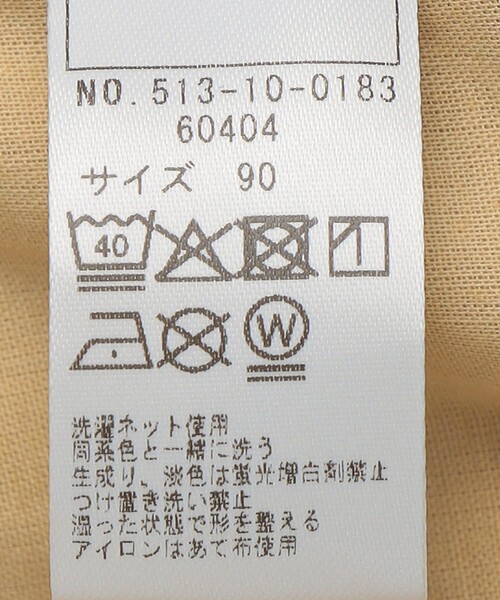 NO.513-10-0183
60404
サイズ 90
40
W
洗濯ネット使用
同系色と一緒に洗う
生成り、淡色は蛍光増白剤禁止
つけ置き洗い禁止
湿った状態で形を整える
アイロンはあて布使用